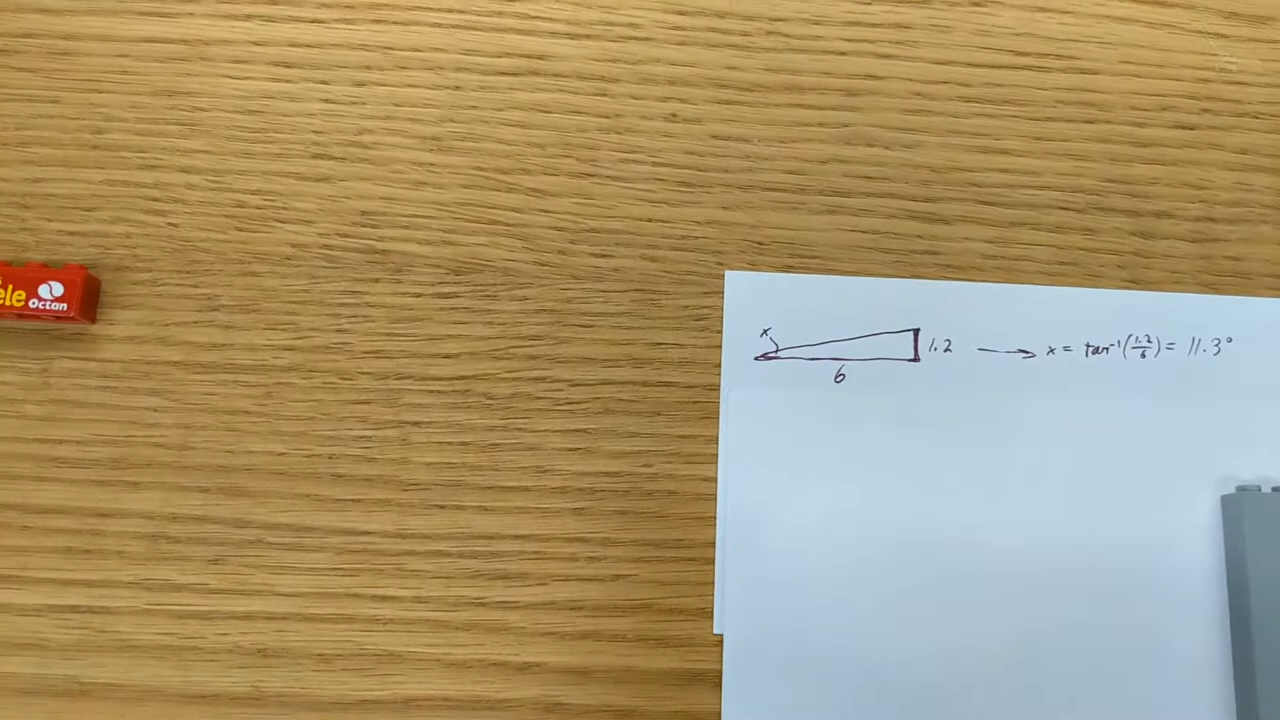 ele Octan
x
1.2 → x = tan⁻¹(1.2/6) = 11.3°
6